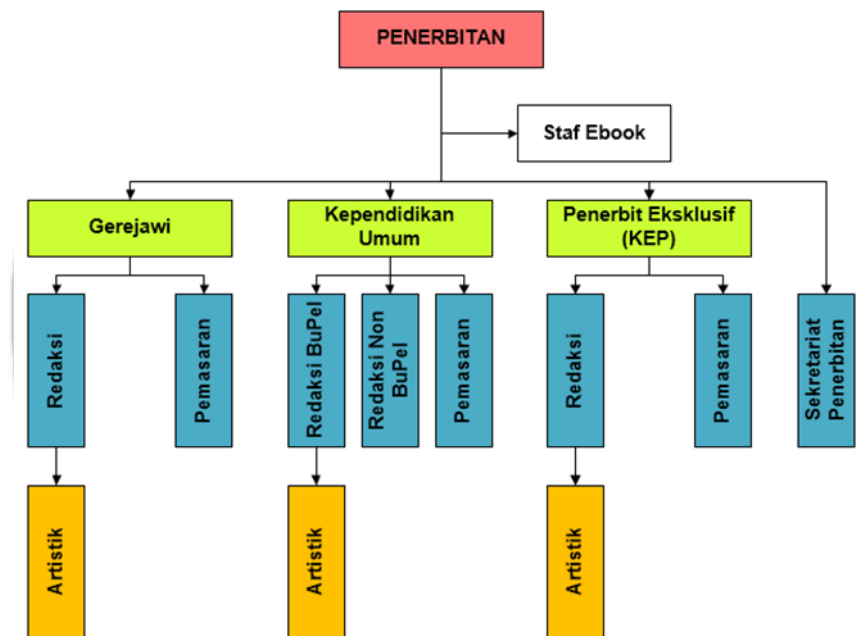 PENERBITAN
Staf Ebook
Gerejawi
Kependidikan
Umum
Penerbit Eksklusif
(KEP)
Redaksi
Pemasaran
Redaksi BuPel
Redaksi Non
BuPel
Pemasaran
Redaksi
Pemasaran
Sekretariat
Penerbitan
Artistik
Artistik
Artistik